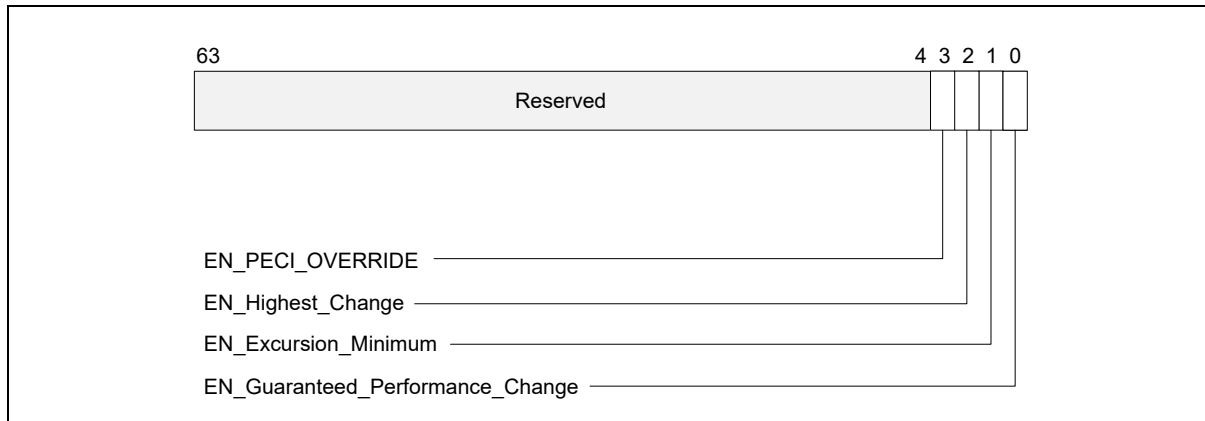 63 4 3 2 1 0
Reserved
EN_PECI_OVERRIDE
EN_Highest_Change
EN_Excursion_Minimum
EN_Guaranteed_Performance_Change